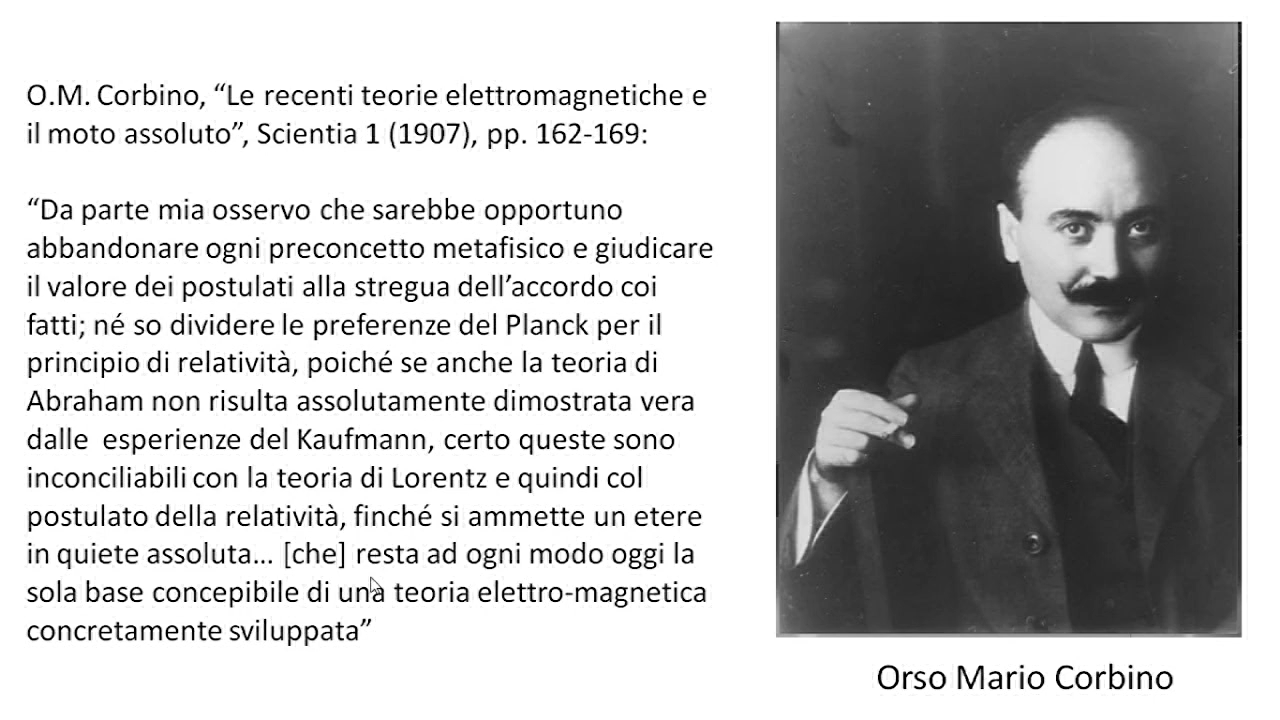 O.M. Corbino, “Le recenti teorie elettromagnetiche e
il moto assoluto”, Scientia 1 (1907), pp. 162-169:
“Da parte mia osservo che sarebbe opportuno
abbandonare ogni preconcetto metafisico e giudicare
il valore dei postulati alla stregua dell’accordo coi
fatti; né so dividere le preferenze del Planck per il
principio di relatività, poiché se anche la teoria di
Abraham non risulta assolutamente dimostrata vera
dalle  esperienze del Kaufmann, certo queste sono
inconciliabili con la teoria di Lorentz e quindi col
postulato della relatività, finché si ammette un etere
in quiete assoluta... [che] resta ad ogni modo oggi la
sola base concepibile di una teoria elettro-magnetica
concretamente sviluppata”
Orso Mario Corbino